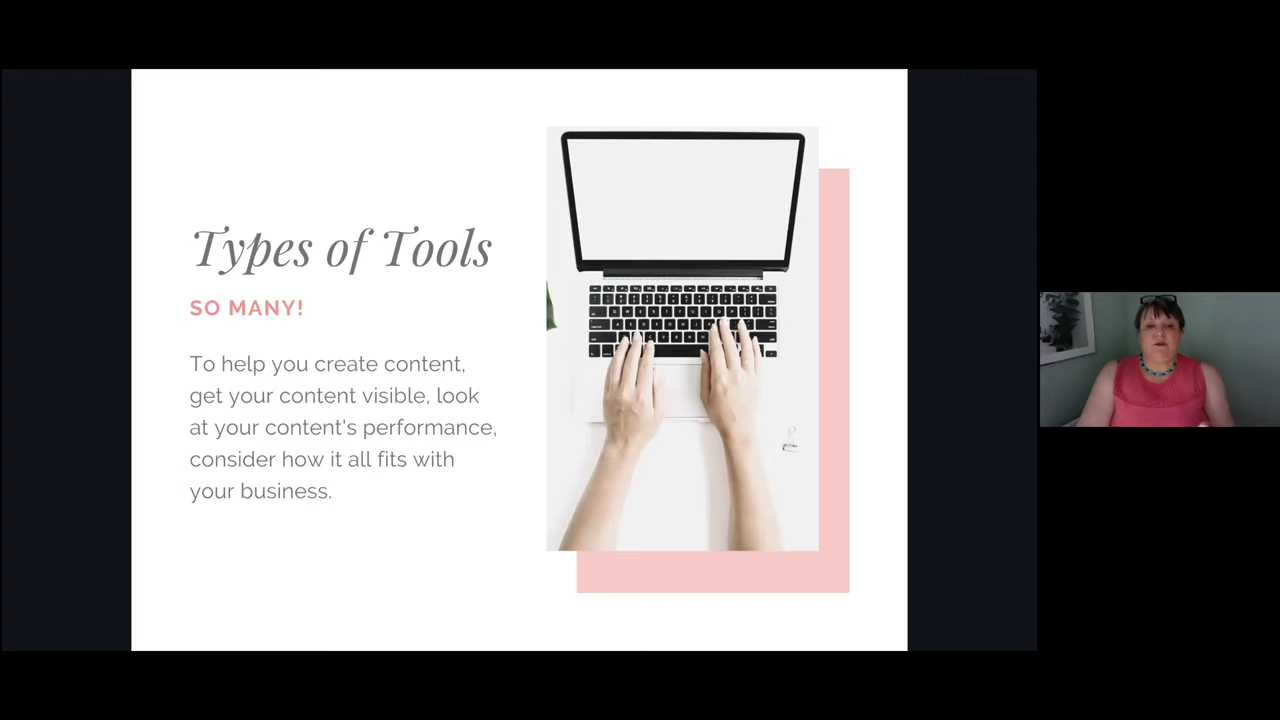 Types of Tools
SO MANY!
To help you create content,
get your content visible, look
at your content's performance,
consider how it all fits with
your business.